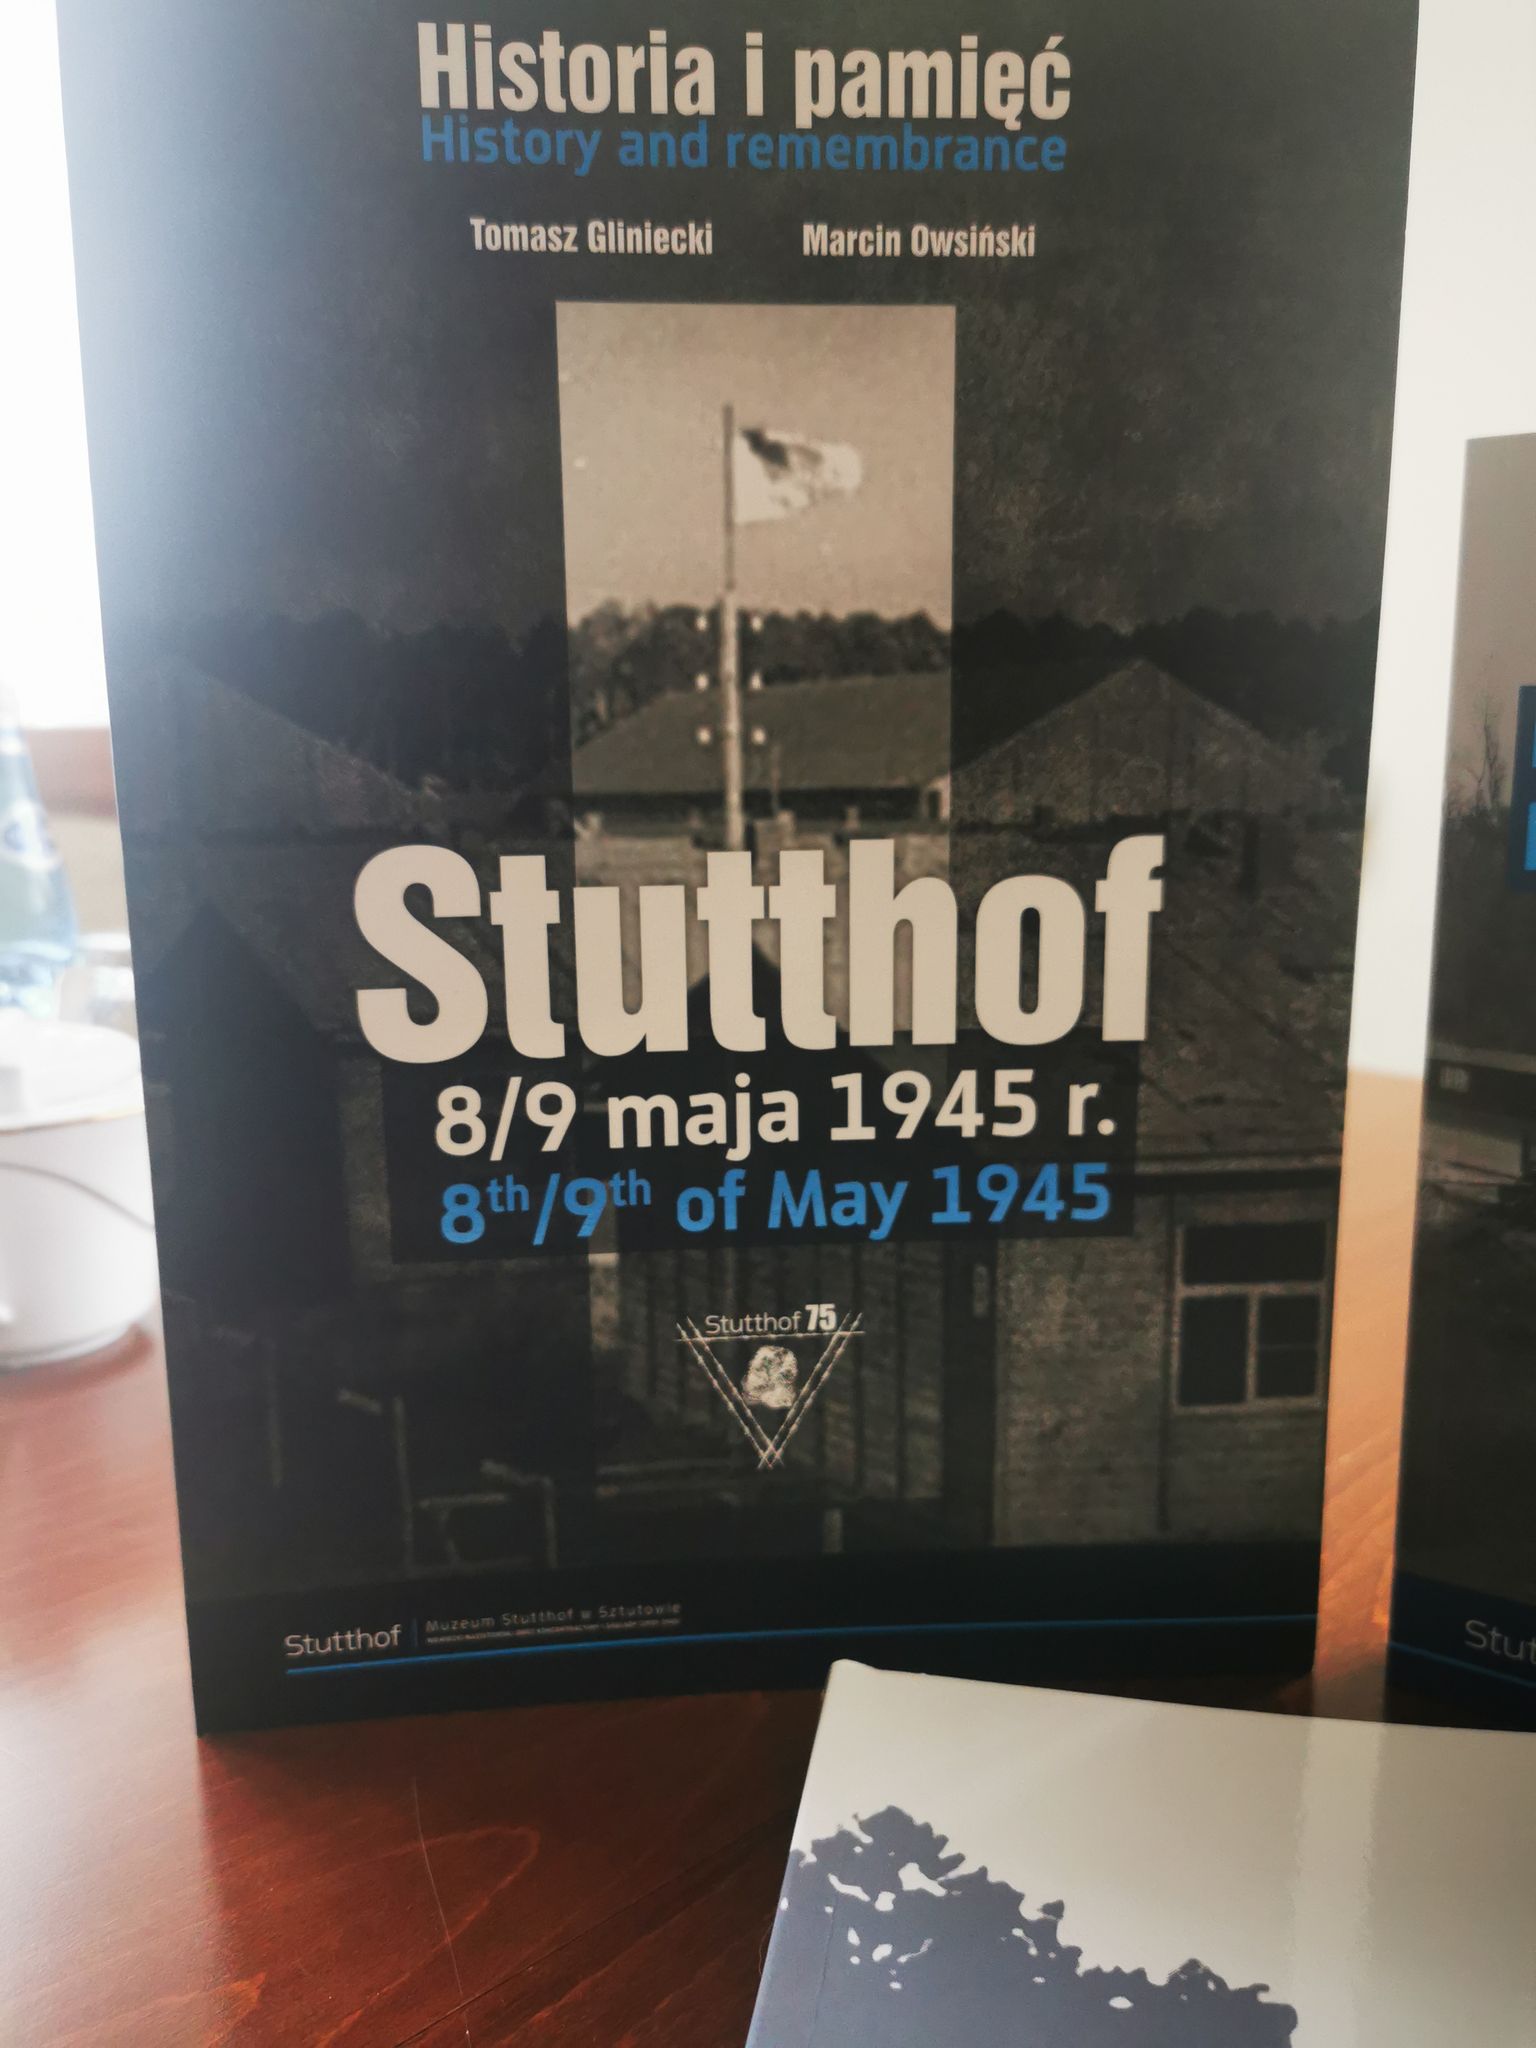 Historia i pamięć
History and remembrance
Tomasz Gliniecki Marcin Owsiński
Stutthof
8/9 maja 1945 r.
8th/9th of May 1945
Stutthof 75
Stutthof Muzeum Stutthof w Sztutowie
Stut